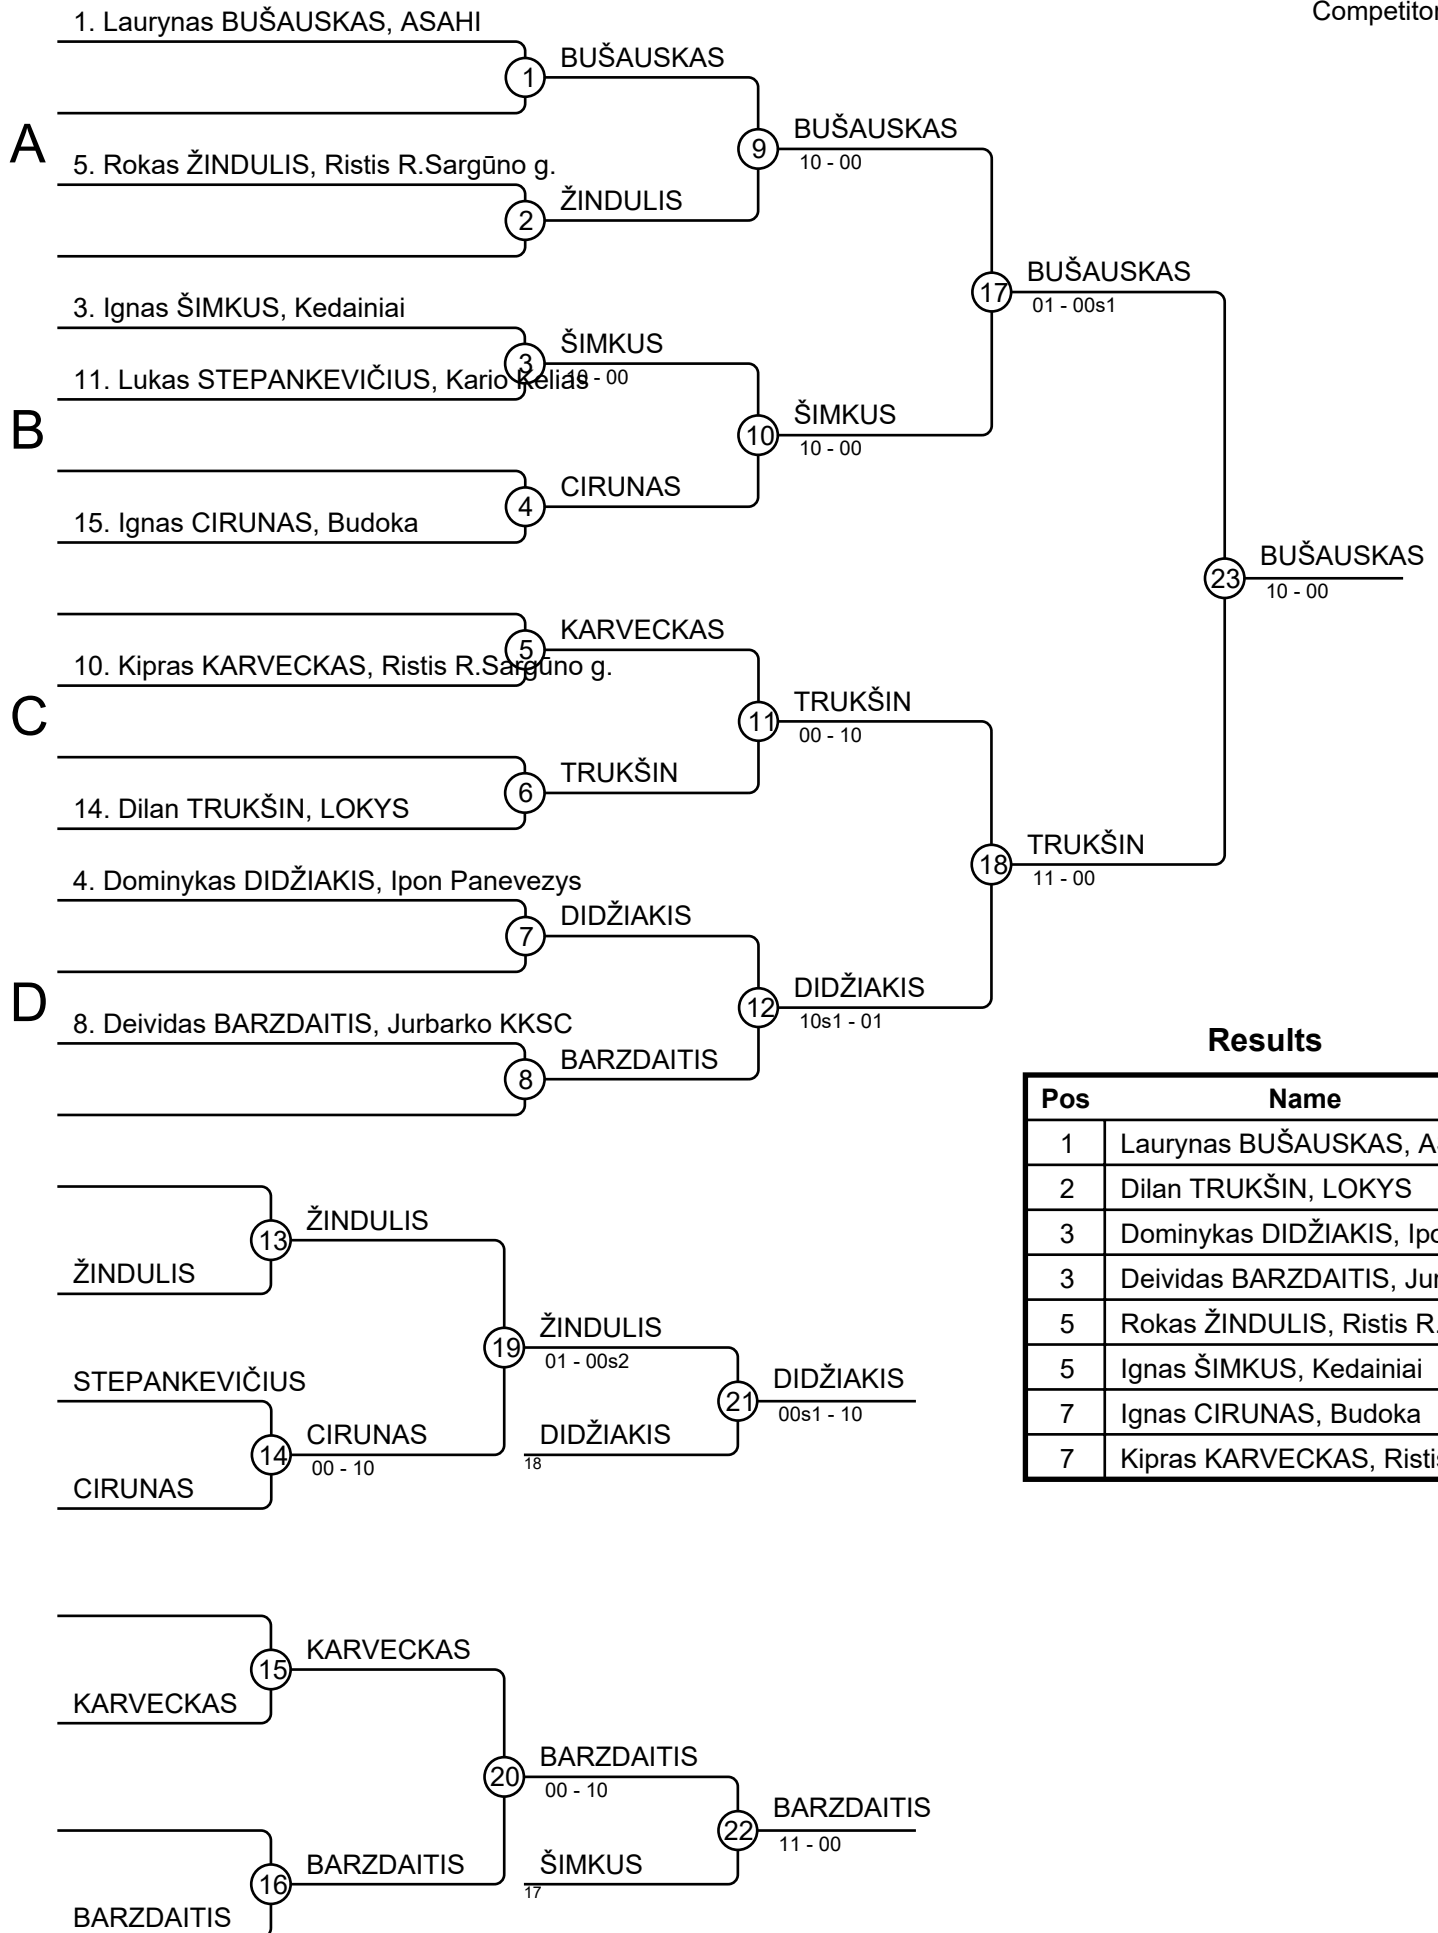 Competitor
1. Laurynas BUŠAUSKAS, ASAHI
1
BUŠAUSKAS
A
9
BUŠAUSKAS
10 - 00
5. Rokas ŽINDULIS, Ristis R.Sargūno g.
2
ŽINDULIS
17
BUŠAUSKAS
01 - 00s1
3. Ignas ŠIMKUS, Kedainiai
3
ŠIMKUS
10 - 00
11. Lukas STEPANKEVIČIUS, Kario Kelias
B
10
ŠIMKUS
10 - 00
4
CIRUNAS
15. Ignas CIRUNAS, Budoka
23
BUŠAUSKAS
10 - 00
5
KARVECKAS
10. Kipras KARVECKAS, Ristis R.Sargūno g.
C
11
TRUKŠIN
00 - 10
6
TRUKŠIN
14. Dilan TRUKŠIN, LOKYS
18
TRUKŠIN
11 - 00
4. Dominykas DIDŽIAKIS, Ipon Panevezys
7
DIDŽIAKIS
D
12
DIDŽIAKIS
10s1 - 01
8. Deividas BARZDAITIS, Jurbarko KKSC
8
BARZDAITIS
Results
Pos Name
1 Laurynas BUŠAUSKAS, A
2 Dilan TRUKŠIN, LOKYS
3 Dominykas DIDŽIAKIS, Ipo
3 Deividas BARZDAITIS, Jur
5 Rokas ŽINDULIS, Ristis R.
5 Ignas ŠIMKUS, Kedainiai
7 Ignas CIRUNAS, Budoka
7 Kipras KARVECKAS, Ristis
13
ŽINDULIS
ŽINDULIS
19
ŽINDULIS
01 - 00s2
STEPANKEVIČIUS
14
CIRUNAS
00 - 10
CIRUNAS
DIDŽIAKIS
18
21
DIDŽIAKIS
00s1 - 10
15
KARVECKAS
KARVECKAS
20
BARZDAITIS
00 - 10
16
BARZDAITIS
BARZDAITIS
ŠIMKUS
17
22
BARZDAITIS
11 - 00